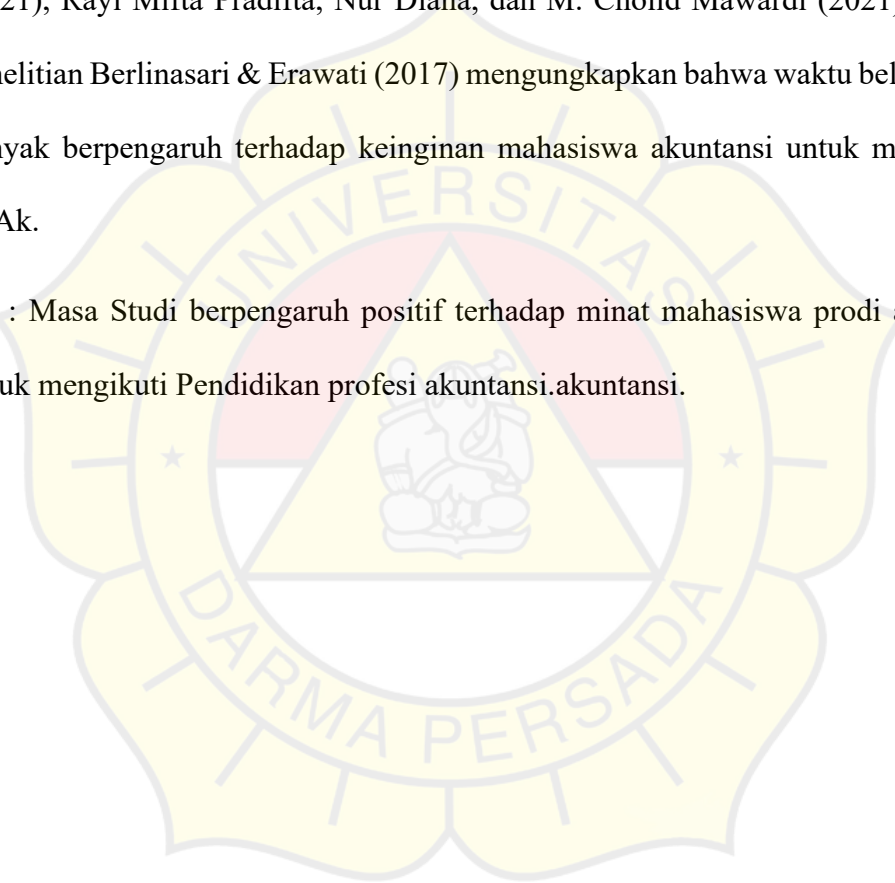 21), Rayi Mifta Pradifta, Nur Diana, dan M. Cholid Mawardi (2021)
nelitian Berlinasari & Erawati (2017) mengungkapkan bahwa waktu bel
nyak berpengaruh terhadap keinginan mahasiswa akuntansi untuk m
Ak.
: Masa Studi berpengaruh positif terhadap minat mahasiswa prodi a
uk mengikuti Pendidikan profesi akuntansi.akuntansi.
UNIVERSITAS
DARMA PERSADA